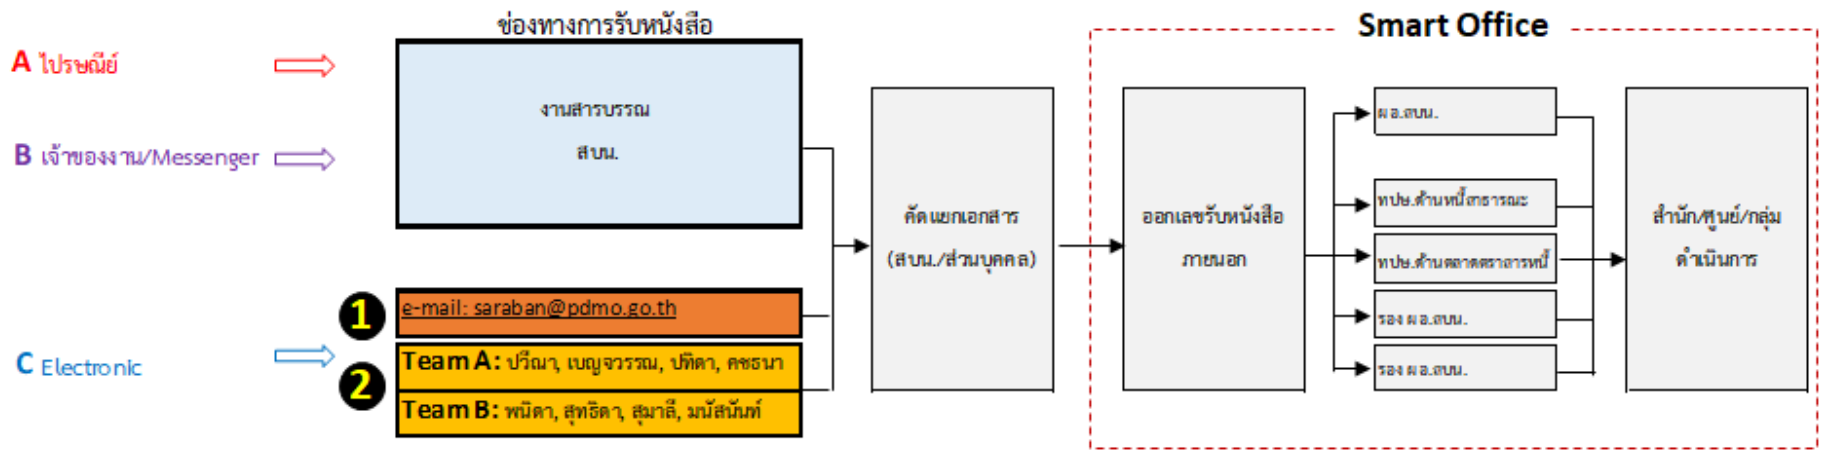 ช่องทางการรับหนังสือ
Smart Office
A ไปรษณีย์
B เจ้าของงาน/Messenger
C Electronic
งานสารบรรณ
สบน.
1
e-mail: saraban@pdmo.go.th
2
Team A: ปวีณา, เบญจวรรณ, ปทิตา, คชธนา
Team B: พนิดา, สุทธิดา, สุมาลี, มนัสนันท์
คัดแยกเอกสาร
(สบน./ส่วนบุคคล)
ออกเลขรับหนังสือ
ภายนอก
ผอ.สบน.
ทปษ.ด้านหนี้สาธารณะ
ทปษ.ด้านตลาดตราสารหนี้
รอง ผอ.สบน.
รอง ผอ.สบน.
สำนัก/ศูนย์/กลุ่ม
ดำเนินการ